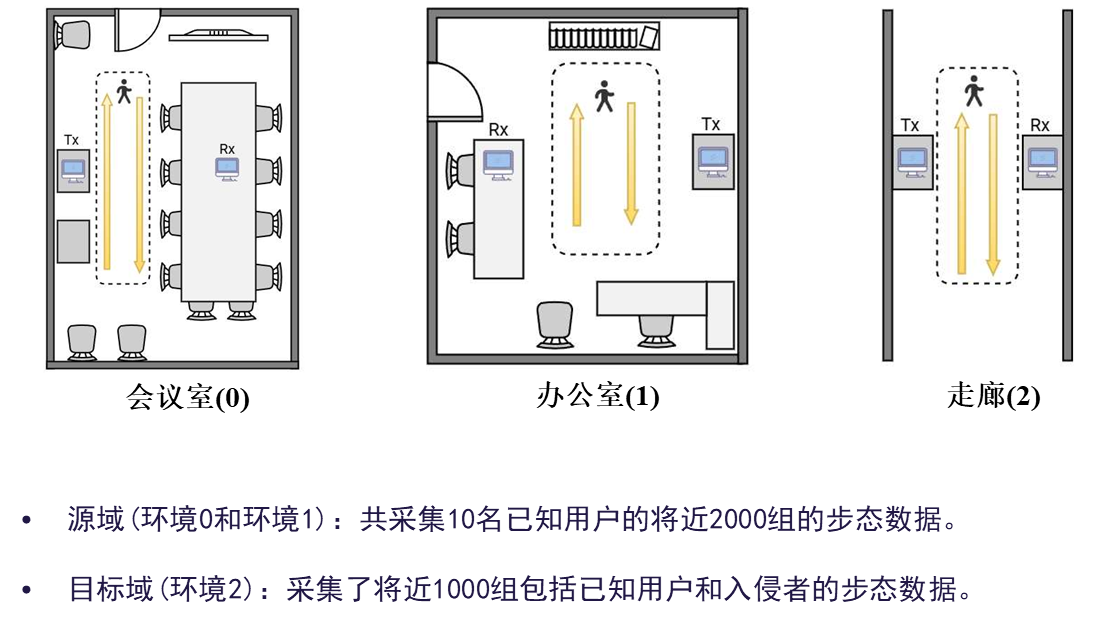 Tx
Rx
会议室(0)
Rx
Tx
办公室(1)
Tx
Rx
走廊(2)
• 源域(环境0和环境1)：共采集10名已知用户的将近2000组的步态数据。
• 目标域(环境2)：采集了将近1000组包括已知用户和入侵者的步态数据。